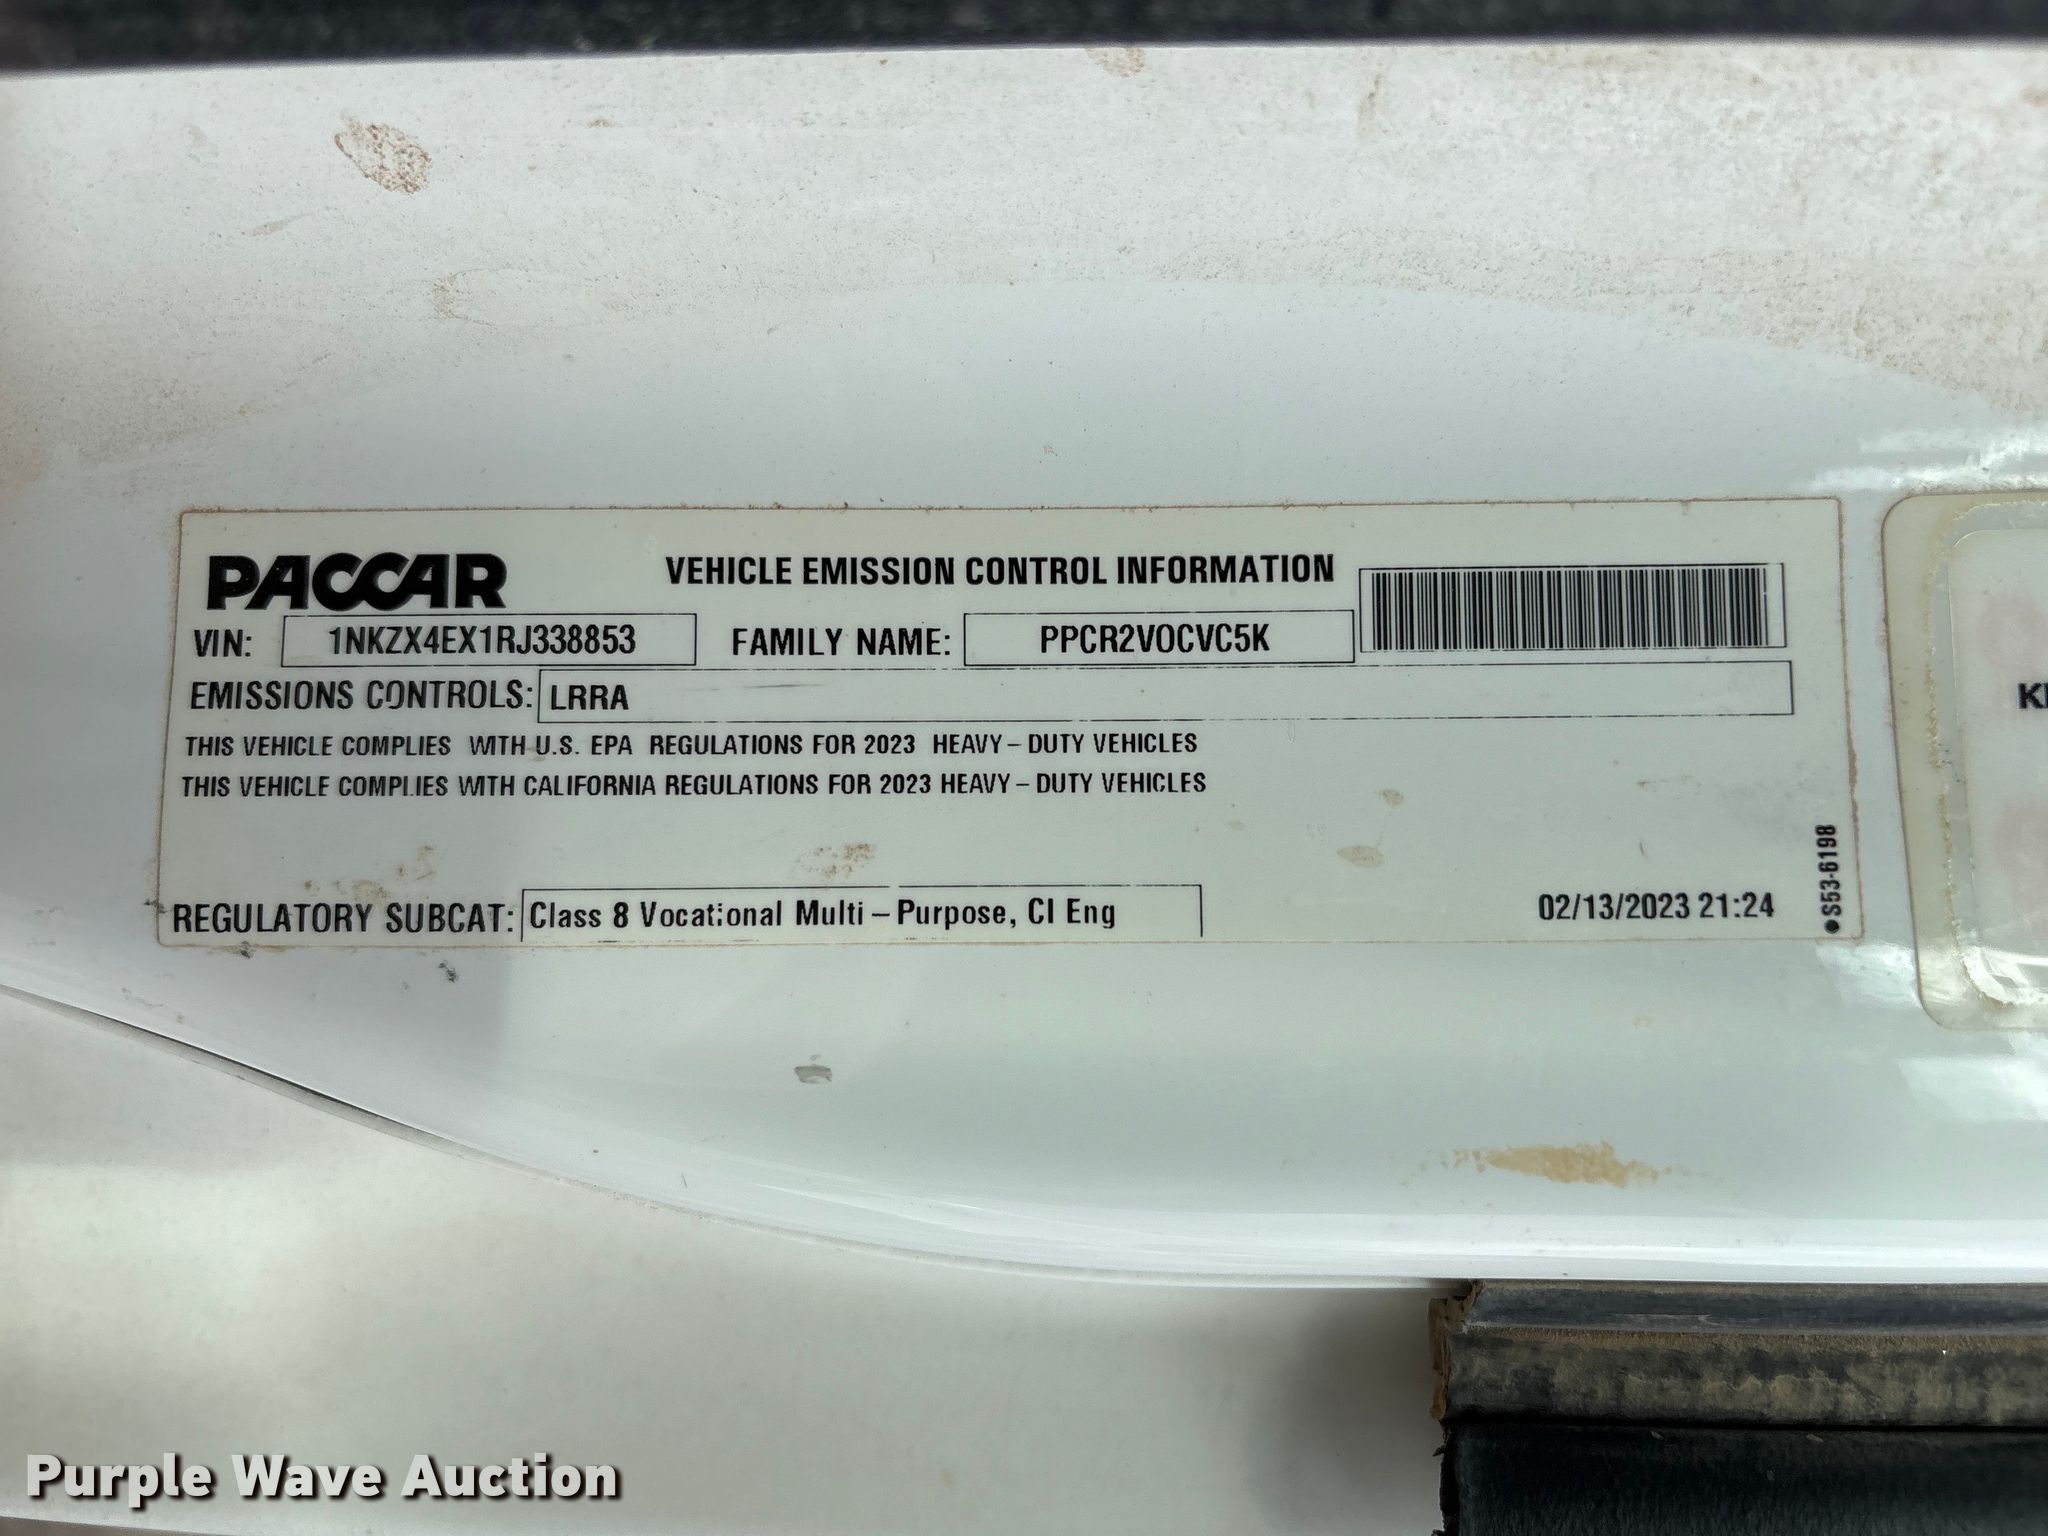 PACCAR VEHICLE EMISSION CONTROL INFORMATION
VIN: 1NKZX4EX1RJ338853 FAMILY NAME: PPCR2VOCVC5K
EMISSIONS CONTROLS: LRRA
THIS VEHICLE COMPLIES WITH U.S. EPA REGULATIONS FOR 2023 HEAVY-DUTY VEHICLES
THIS VEHICLE COMPLIES WITH CALIFORNIA REGULATIONS FOR 2023 HEAVY-DUTY VEHICLES
REGULATORY SUBCAT: Class 8 Vocational Multi-Purpose, CI Eng
02/13/2023 21:24
●S53-6198
Purple Wave Auction